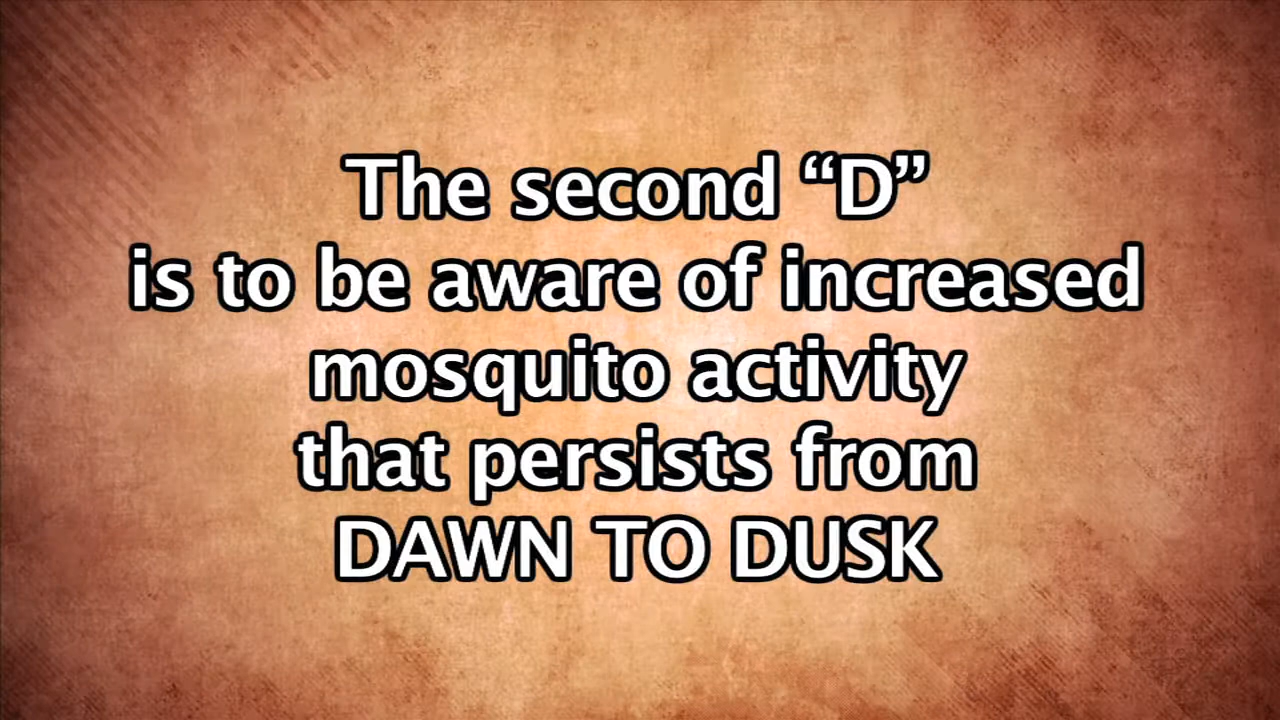 The second “D”
is to be aware of increased
mosquito activity
that persists from
DAWN TO DUSK